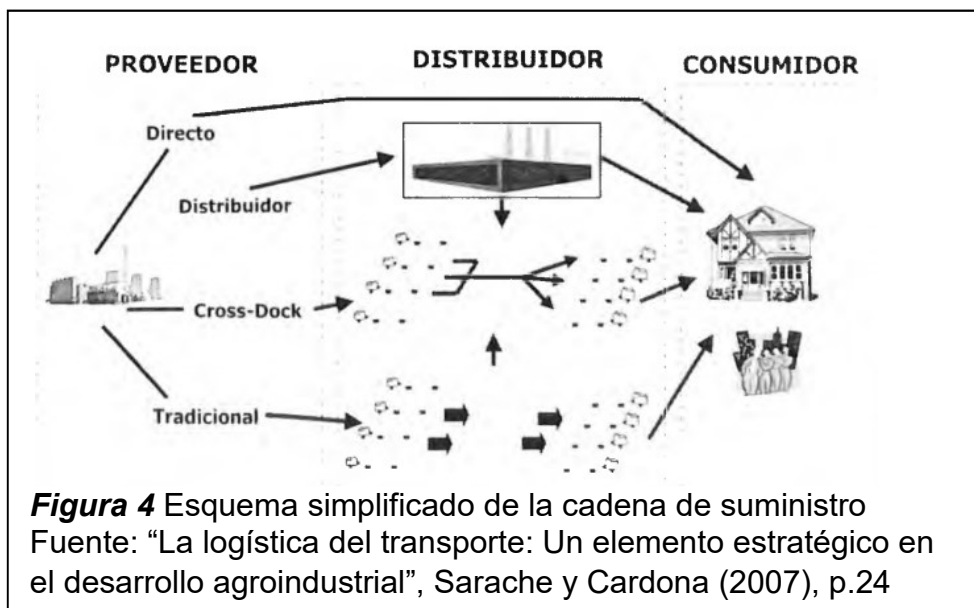 PROVEEDOR
DISTRIBUIDOR
CONSUMIDOR
Directo
Distribuidor
Cross-Dock
Tradicional
Figura 4 Esquema simplificado de la cadena de suministro
Fuente: “La logística del transporte: Un elemento estratégico en
el desarrollo agroindustrial”, Sarache y Cardona (2007), p.24